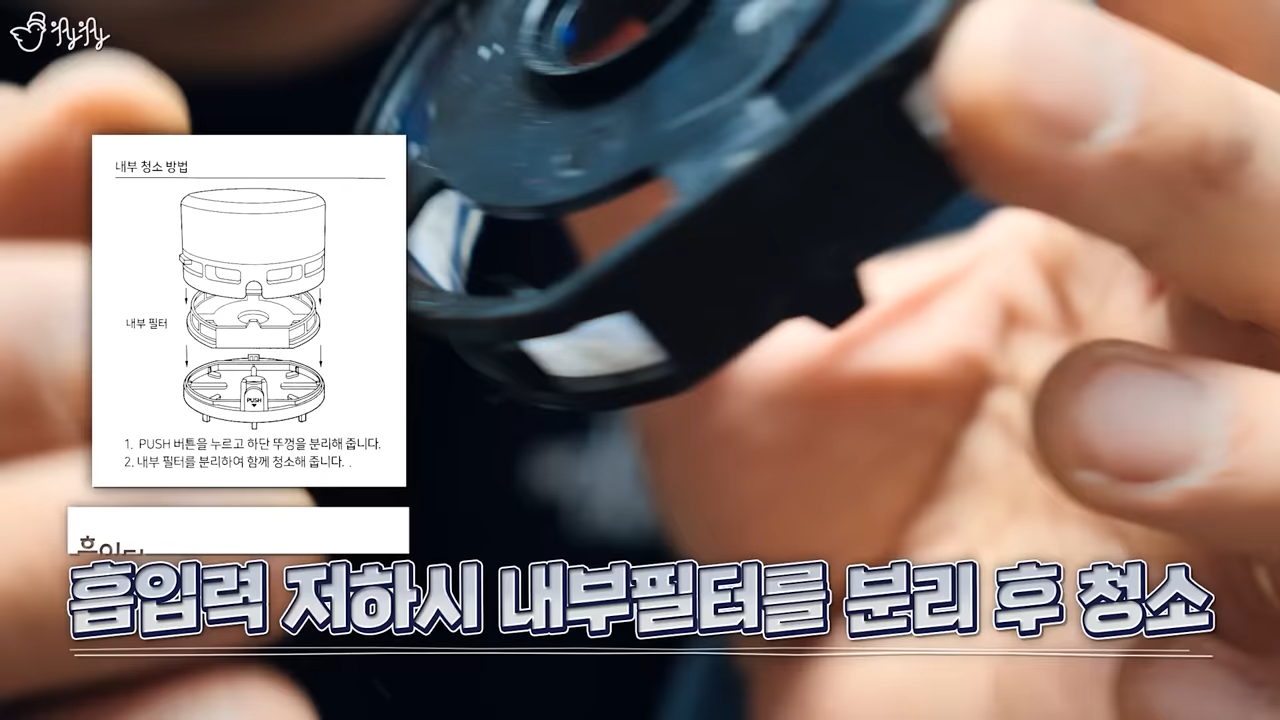 내부 청소 방법
내부 필터
PUSH
1. PUSH 버튼을 누르고 하단 뚜껑을 분리해 줍니다.
2. 내부 필터를 분리하여 함께 청소해 줍니다. .
흡입력 저하시 내부필터를 분리 후 청소